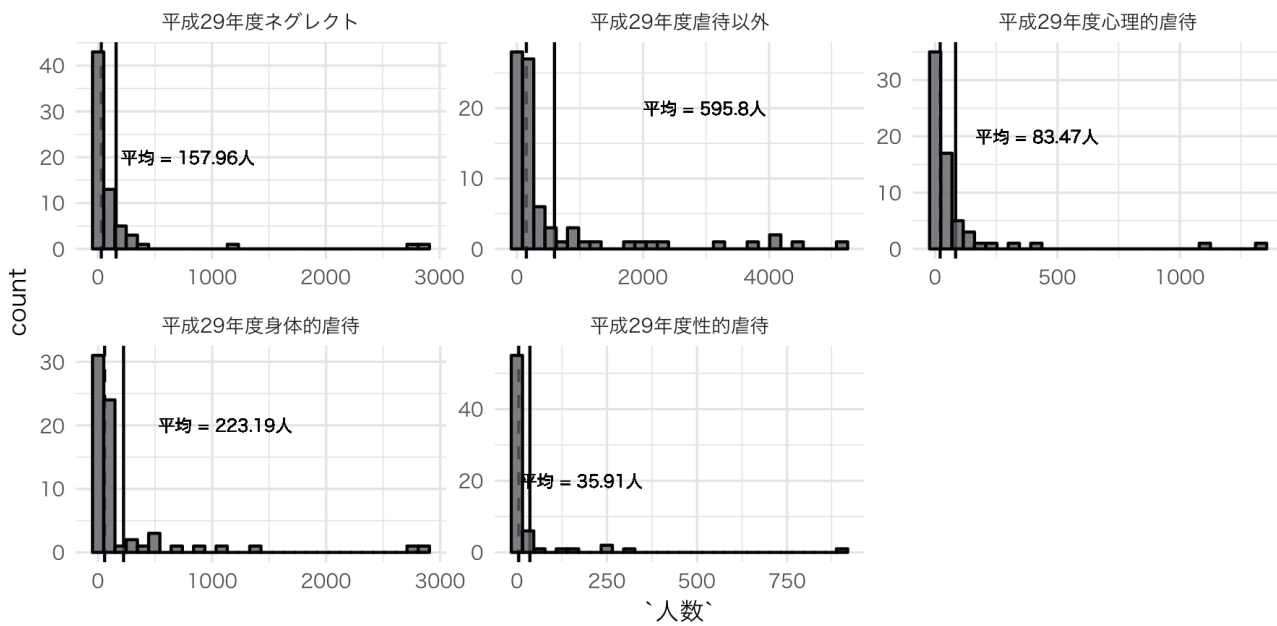 平成29年度ネグレクト
平成29年度虐待以外
平成29年度心理的虐待
40
30
20
10
0
平均 = 157.96人
0 1000 2000 3000
20
10
0
平均 = 595.8人
0 2000 4000
30
20
10
0
平均 = 83.47人
0 500 1000
count
平成29年度身体的虐待
平成29年度性的虐待
30
20
10
0
平均 = 223.19人
0 1000 2000 3000
40
20
0
平均 = 35.91人
0 250 500 750
`人数`